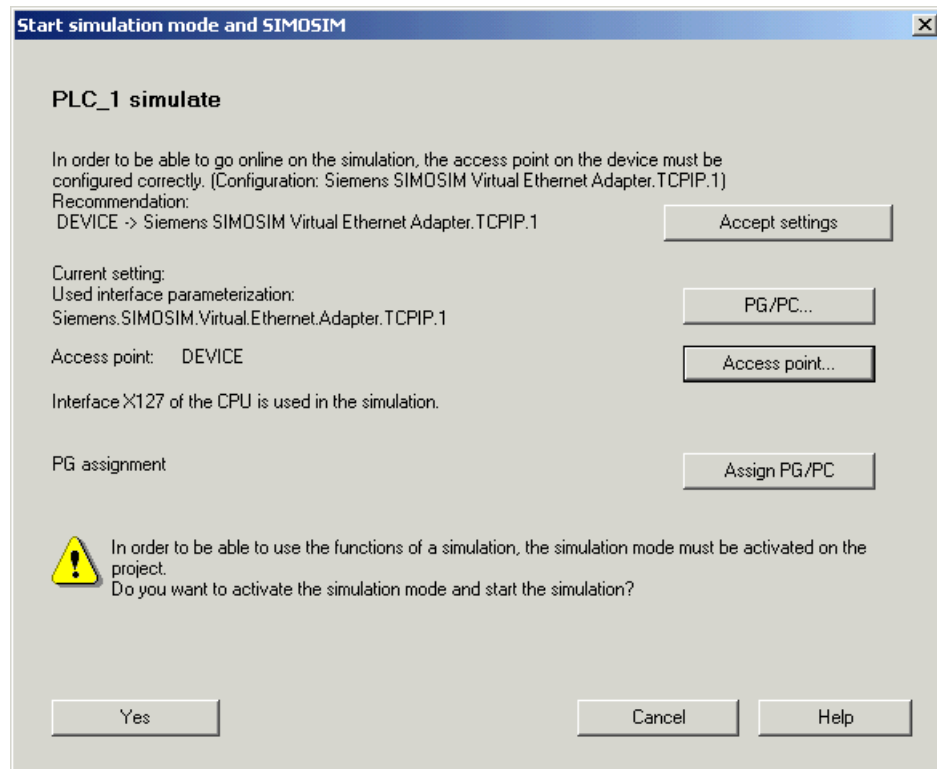 Start simulation mode and SIMOSIM
PLC_1 simulate
In order to be able to go online on the simulation, the access point on the device must be
configured correctly. (Configuration: Siemens SIMOSIM Virtual Ethernet Adapter.TCPIP.1)
Recommendation:
DEVICE -> Siemens SIMOSIM Virtual Ethernet Adapter.TCPIP.1
Accept settings
Current setting:
Used interface parameterization:
Siemens.SIMOSIM.Virtual.Ethernet.Adapter.TCPIP.1
PG/PC...
Access point: DEVICE
Access point...
Interface X127 of the CPU is used in the simulation.
PG assignment
Assign PG/PC
In order to be able to use the functions of a simulation, the simulation mode must be activated on the
project.
Do you want to activate the simulation mode and start the simulation?
Yes
Cancel
Help